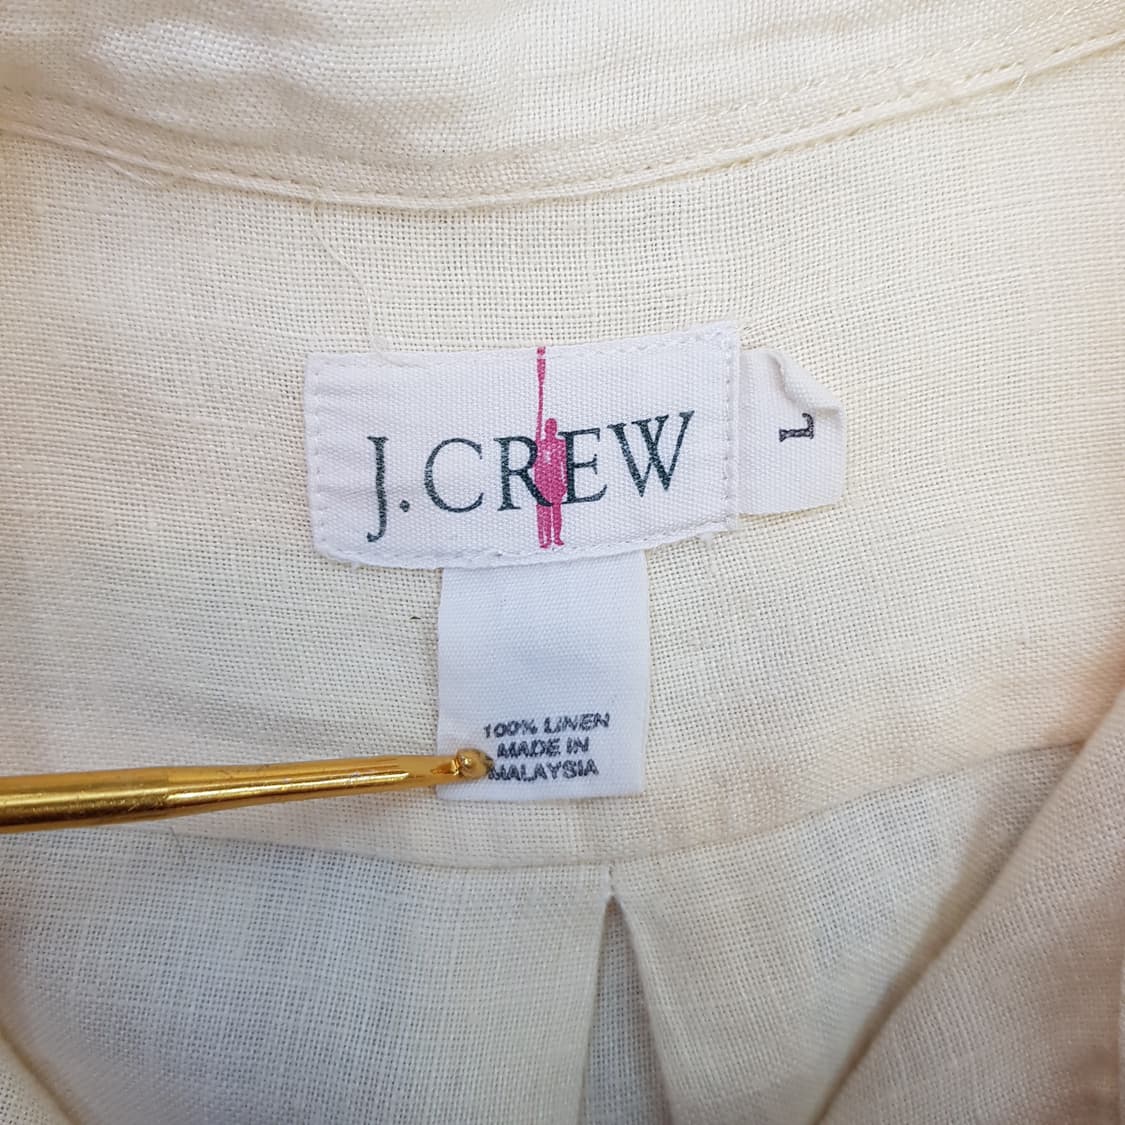 J.CREW
L
100% LINEN
MADE IN
MALAYSIA